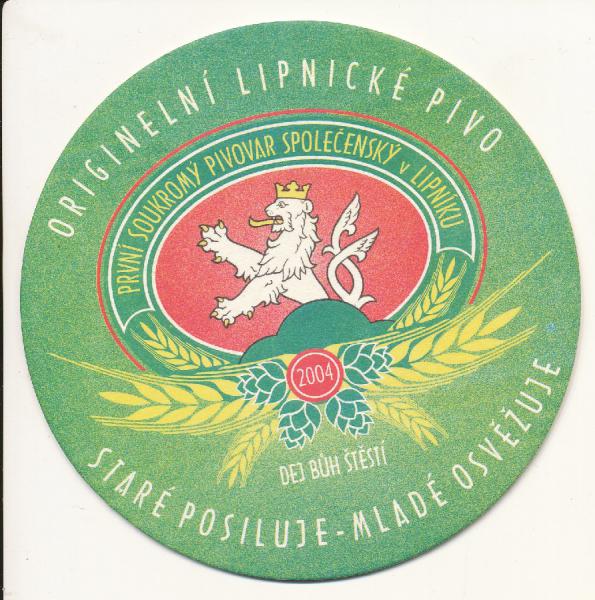 ORIGINELNÍ LIPNICKÉ PIVO
PRVNÍ SOUKROMÝ PIVOVAR SPOLEČENSKÝ v LIPNÍKU
2004
DEJ BŮH ŠTĚSTÍ
STARÉ POSILUJE-MLADÉ OSVĚŽUJE